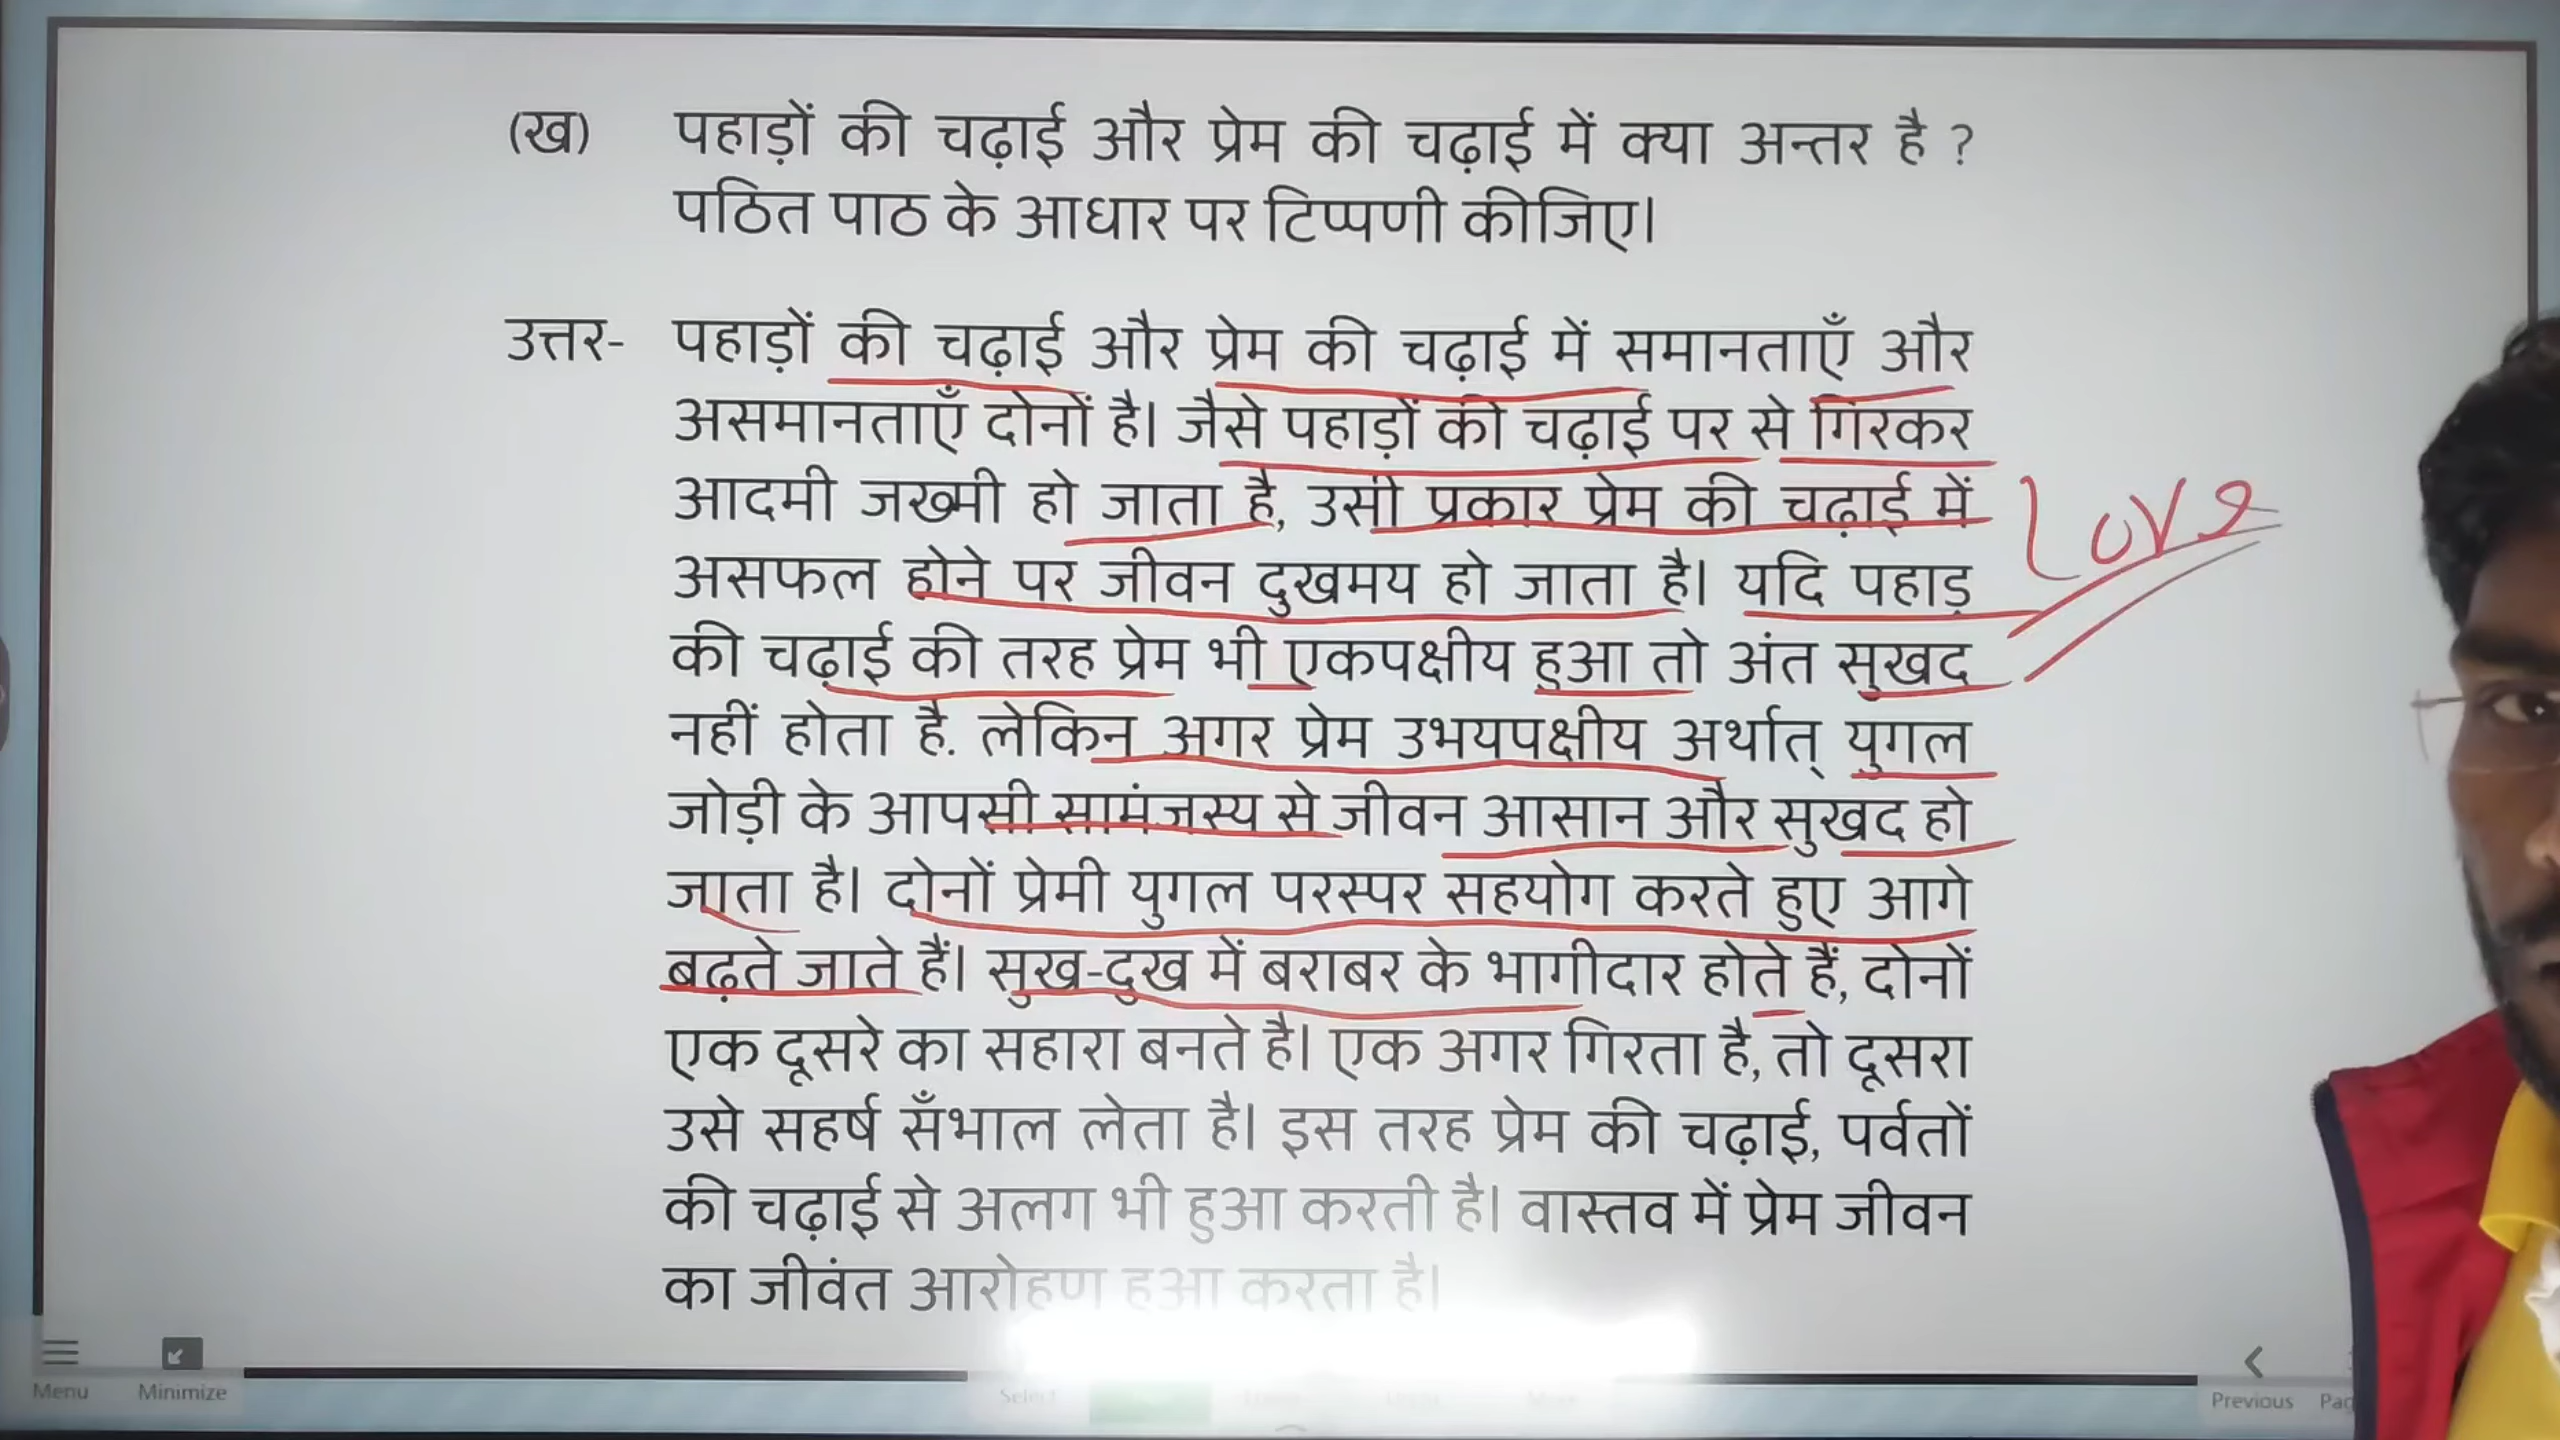 (ख) पहाड़ों की चढ़ाई और प्रेम की चढ़ाई में क्या अन्तर है ?
पठित पाठ के आधार पर टिप्पणी कीजिए।
उत्तर- पहाड़ों की चढ़ाई और प्रेम की चढ़ाई में समानताएँ और
असमानताएँ दोनों है। जैसे पहाड़ों की चढ़ाई पर से गिरकर
आदमी जख्मी हो जाता है, उसी प्रकार प्रेम की चढ़ाई में
Love
असफल होने पर जीवन दुखमय हो जाता है। यदि पहाड़
की चढ़ाई की तरह प्रेम भी एकपक्षीय हुआ तो अंत सुखद
नहीं होता है. लेकिन अगर प्रेम उभयपक्षीय अर्थात् युगल
जोड़ी के आपसी सामंजस्य से जीवन आसान और सुखद हो
जाता है। दोनों प्रेमी युगल परस्पर सहयोग करते हुए आगे
बढ़ते जाते हैं। सुख-दुख में बराबर के भागीदार होते हैं, दोनों
एक दूसरे का सहारा बनते है। एक अगर गिरता है, तो दूसरा
उसे सहर्ष सँभाल लेता है। इस तरह प्रेम की चढ़ाई, पर्वतों
की चढ़ाई से अलग भी हुआ करती है। वास्तव में प्रेम जीवन
का जीवंत आरोहण हुआ करता है।
Menu Minimize Select Previous